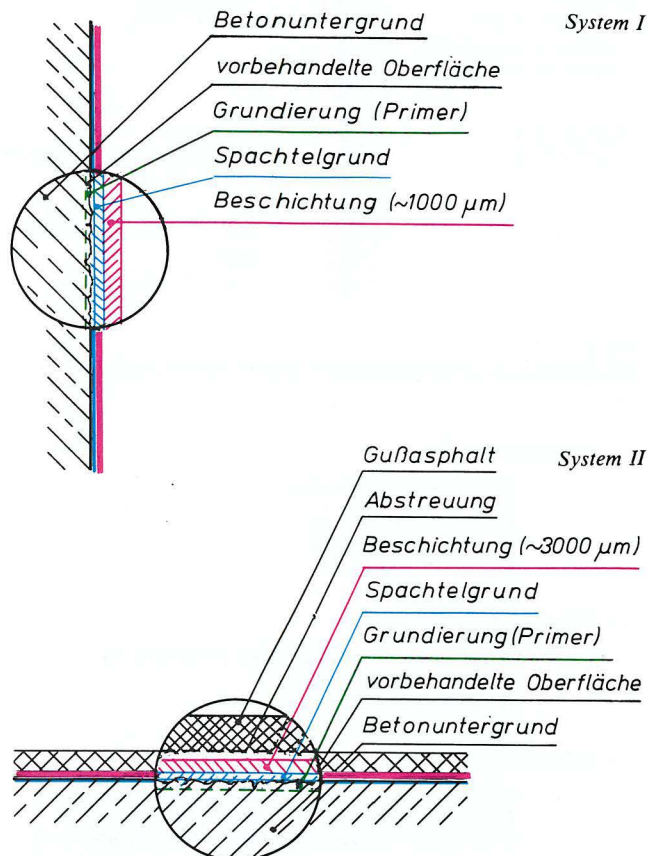 Betonuntergrund
System I
vorbehandelte Oberfläche
Grundierung (Primer)
Spachtelgrund
Beschichtung (~1000 µm)
Gußasphalt
System II
Abstreuung
Beschichtung (~3000 µm)
Spachtelgrund
Grundierung (Primer)
vorbehandelte Oberfläche
Betonuntergrund